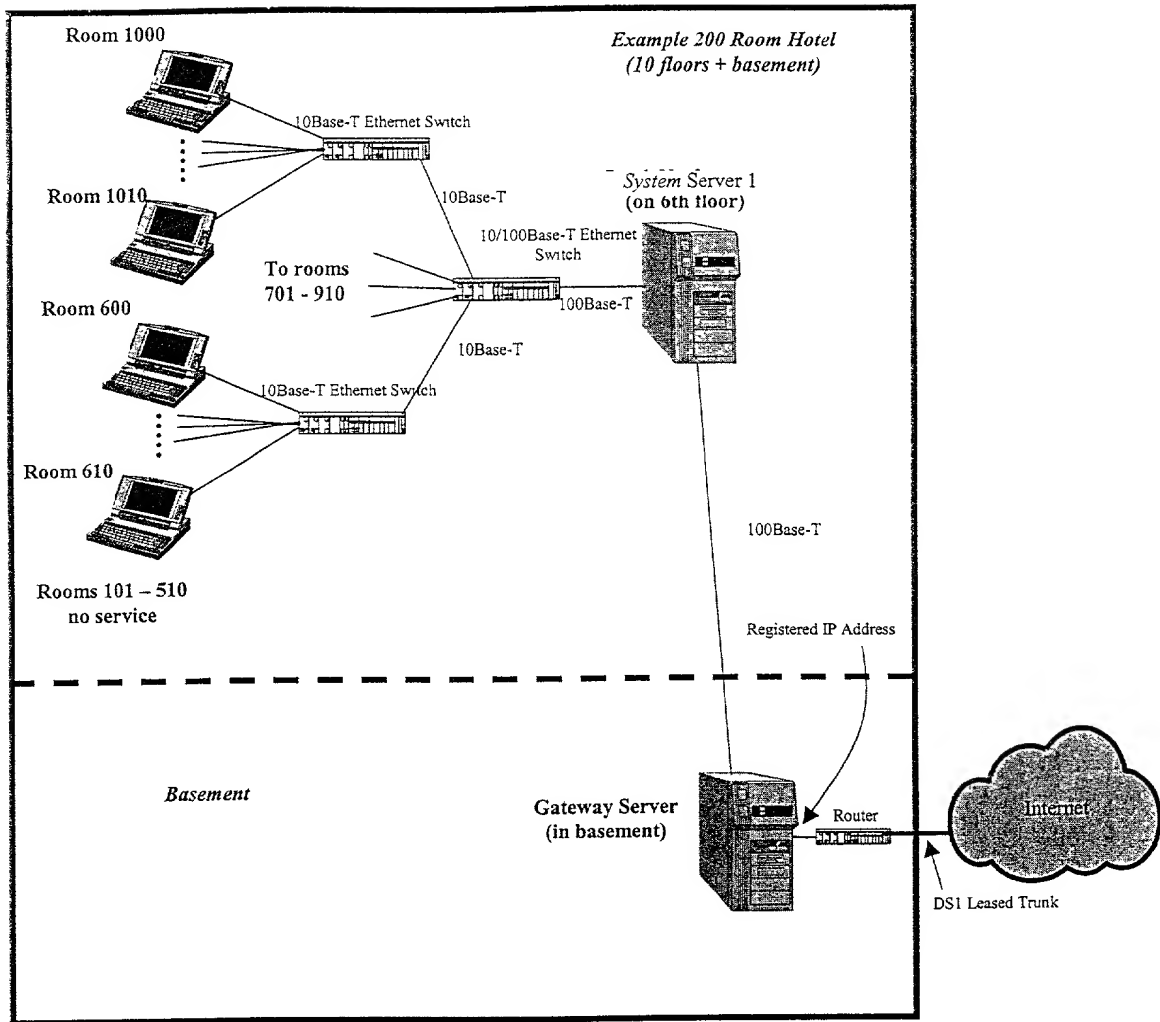 Room 1000
Example 200 Room Hotel
(10 floors + basement)
10Base-T Ethernet Switch
System Server 1
(on 6th floor)
Room 1010
10Base-T
10/100Base-T Ethernet
Switch
To rooms
701 - 910
100Base-T
Room 600
10Base-T
10Base-T Ethernet Switch
Room 610
100Base-T
Rooms 101 – 510
no service
Registered IP Address
Basement
Gateway Server
(in basement)
Router
Internet
DS1 Leased Trunk